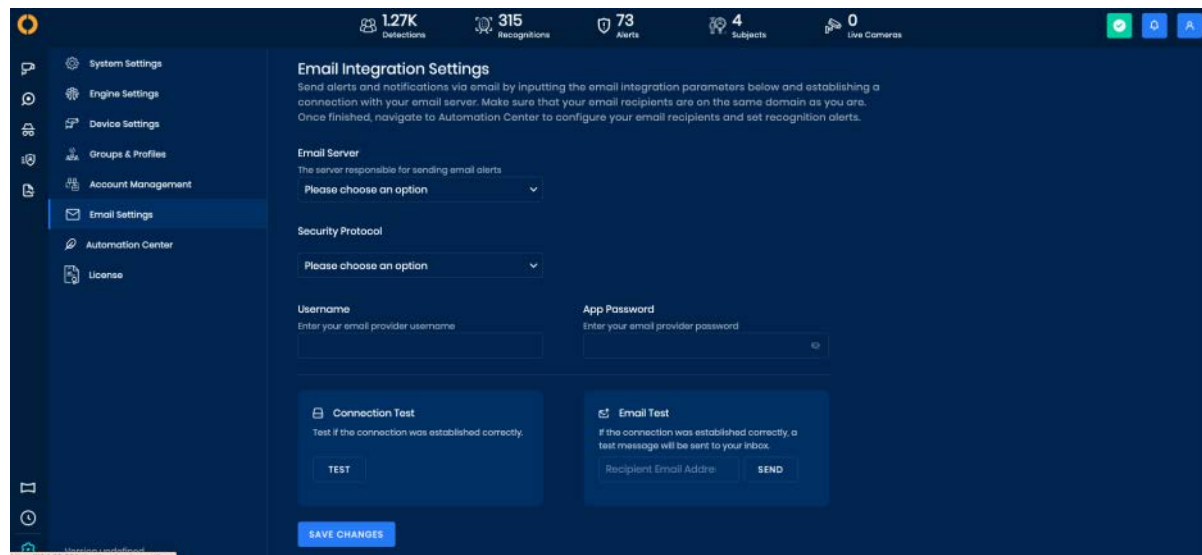 1.27K
Detections
315
Recognitions
73
Alerts
4
Subjects
0
Live Cameras
System Settings
Engine Settings
Device Settings
Groups & Profiles
Account Management
Email Settings
Automation Center
License
Version undefined
Email Integration Settings
Send alerts and notifications via email by inputting the email integration parameters below and establishing a
connection with your email server. Make sure that your email recipients are on the same domain as you are.
Once finished, navigate to Automation Center to configure your email recipients and set recognition alerts.
Email Server
The server responsible for sending email alerts
Please choose an option
Security Protocol
Please choose an option
Username
Enter your email provider username
App Password
Enter your email provider password
Connection Test
Test if the connection was established correctly.
TEST
Email Test
If the connection was established correctly, a
test message will be sent to your inbox.
Recipient Email Addre
SEND
SAVE CHANGES